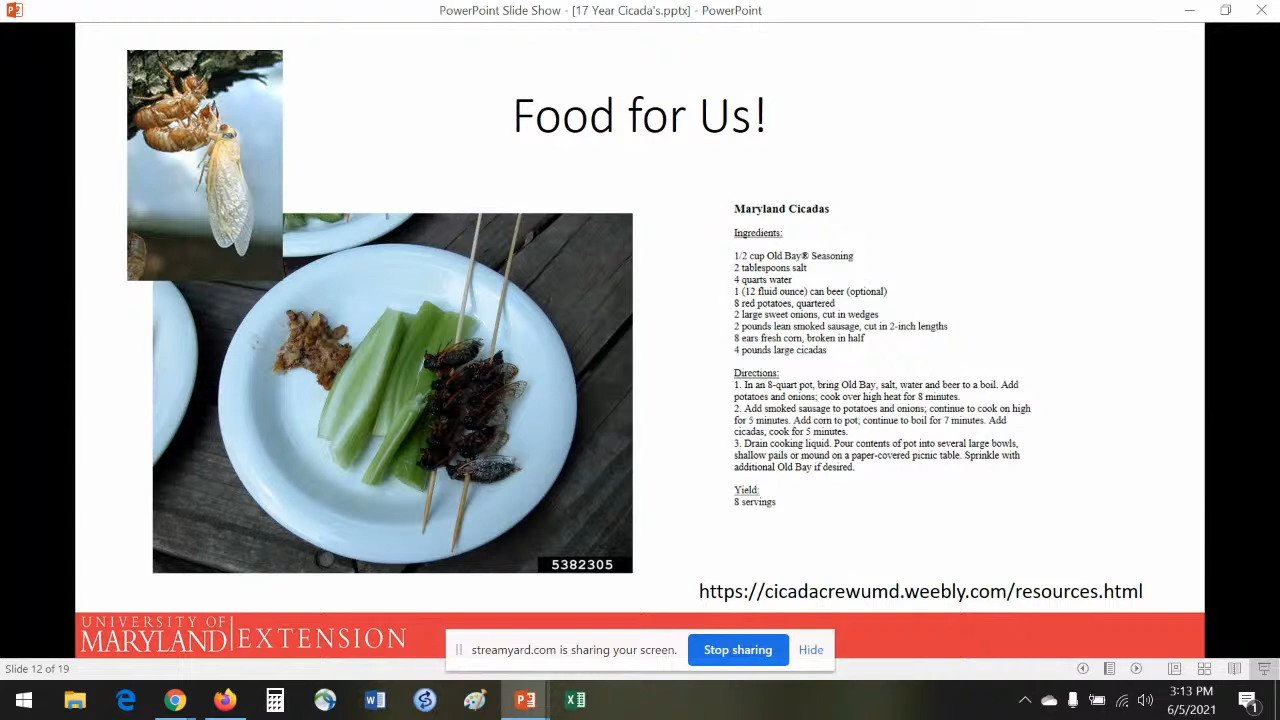 PowerPoint Slide Show - [17 Year Cicada's.pptx] - PowerPoint
Food for Us!
Maryland Cicadas
Ingredients:
1/2 cup Old Bay® Seasoning
2 tablespoons salt
4 quarts water
1 (12 fluid ounce) can beer (optional)
8 red potatoes, quartered
2 large sweet onions, cut in wedges
2 pounds lean smoked sausage, cut in 2-inch lengths
8 ears fresh corn, broken in half
4 pounds large cicadas
Directions:
1. In an 8-quart pot, bring Old Bay, salt, water and beer to a boil. Add
potatoes and onions; cook over high heat for 8 minutes.
2. Add smoked sausage to potatoes and onions; continue to cook on high
for 5 minutes. Add corn to pot; continue to boil for 7 minutes. Add
cicadas, cook for 5 minutes.
3. Drain cooking liquid. Pour contents of pot into several large bowls,
shallow pails or mound on a paper-covered picnic table. Sprinkle with
additional Old Bay if desired.
Yield:
8 servings
5382305
https://cicadacrewumd.weebly.com/resources.html
UNIVERSITY OF
MARYLAND EXTENSION
streamyard.com is sharing your screen.
Stop sharing
Hide
Slide 12 of 19
3:13 PM
6/5/2021
1